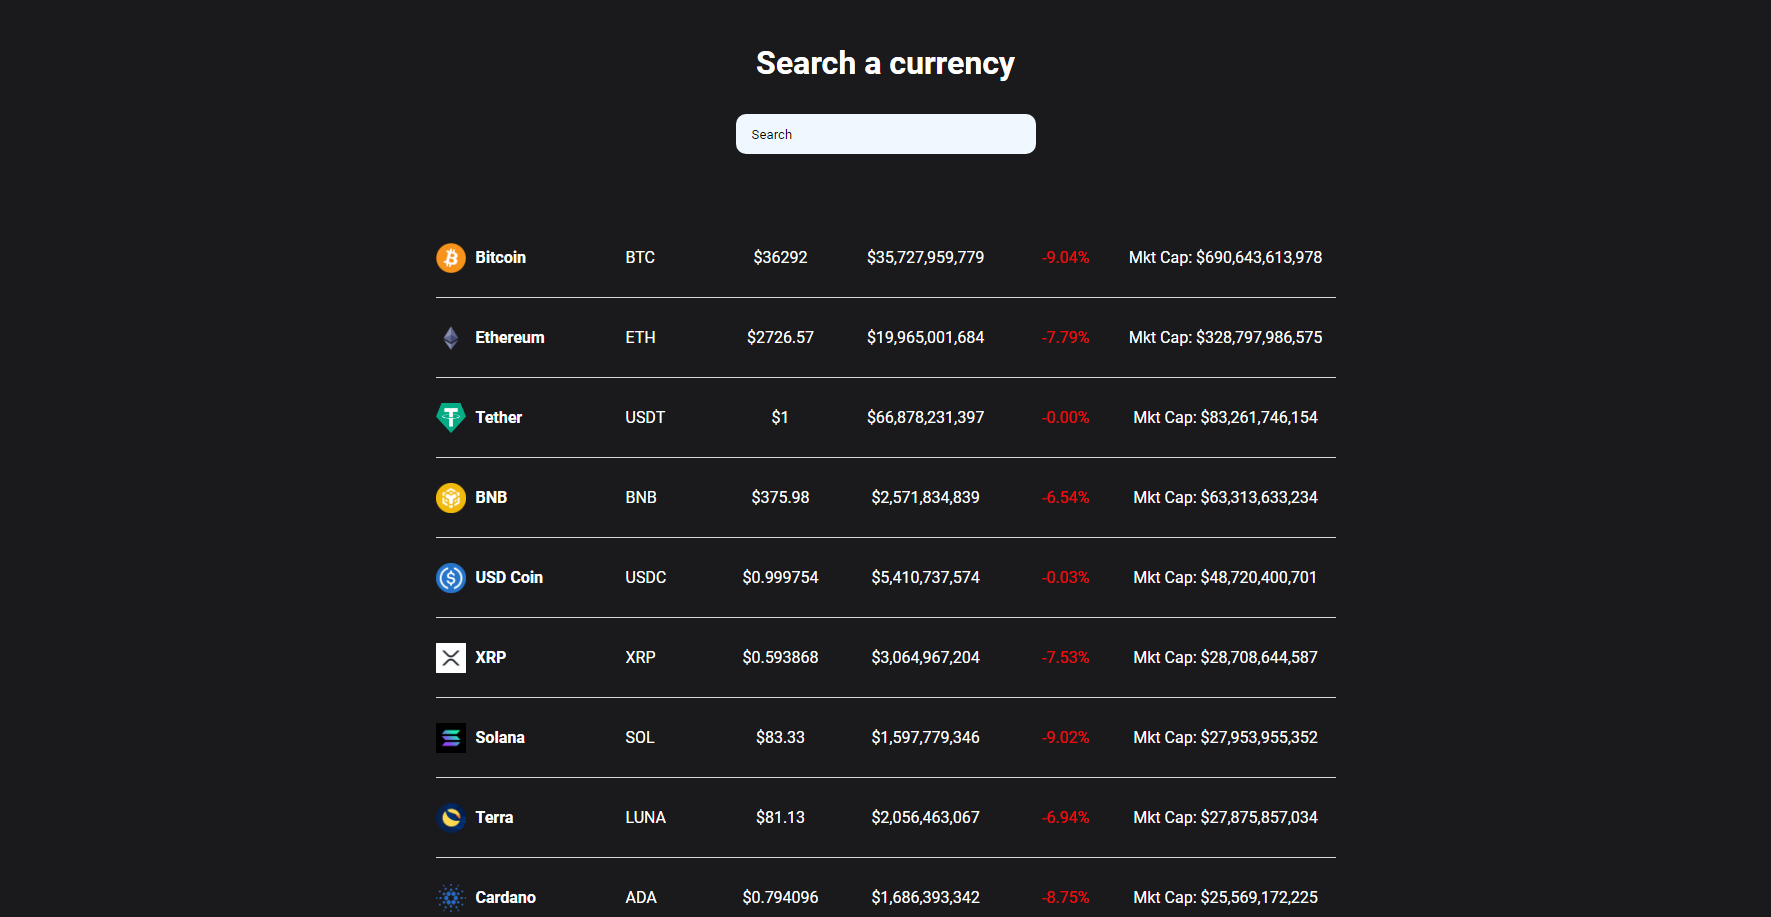 Search a currency
Search
Bitcoin BTC $36292 $35,727,959,779 -9.04% Mkt Cap: $690,643,613,978
Ethereum ETH $2726.57 $19,965,001,684 -7.79% Mkt Cap: $328,797,986,575
Tether USDT $1 $66,878,231,397 -0.00% Mkt Cap: $83,261,746,154
BNB BNB $375.98 $2,571,834,839 -6.54% Mkt Cap: $63,313,633,234
USD Coin USDC $0.999754 $5,410,737,574 -0.03% Mkt Cap: $48,720,400,701
XRP XRP $0.593868 $3,064,967,204 -7.53% Mkt Cap: $28,708,644,587
Solana SOL $83.33 $1,597,779,346 -9.02% Mkt Cap: $27,953,955,352
Terra LUNA $81.13 $2,056,463,067 -6.94% Mkt Cap: $27,875,857,034
Cardano ADA $0.794096 $1,686,393,342 -8.75% Mkt Cap: $25,569,172,225